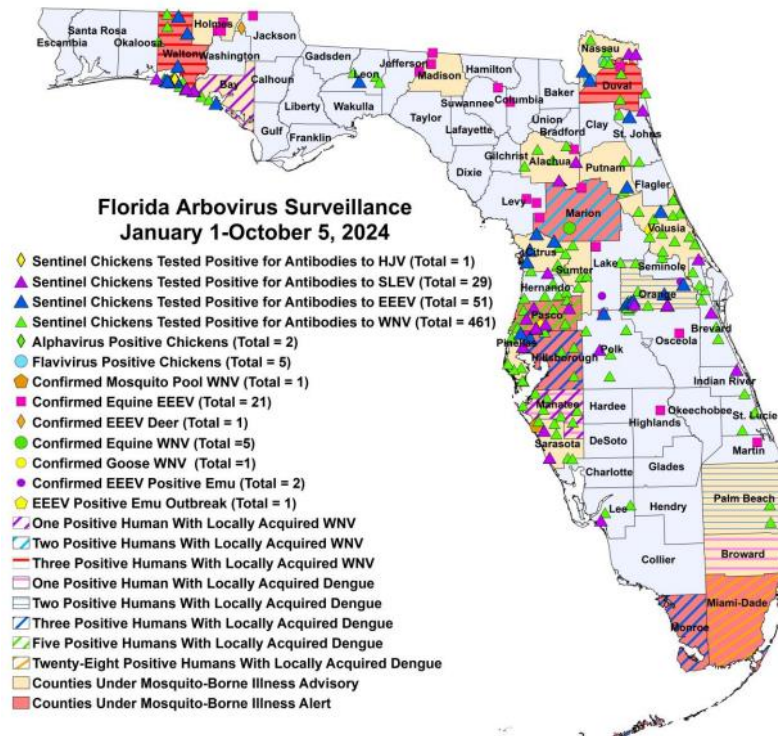 Holmes
Jackson
Santa Rosa
Escambia
Okaloosa
Walton
Washington
Bay
Calhoun
Gulf
Liberty
Franklin
Gadsden
Leon
Wakulla
Jefferson
Madison
Taylor
Hamilton
Suwannee
Columbia
Lafayette
Dixie
Gilchrist
Baker
Union
Bradford
Nassau
Duval
Clay
St. Johns
Alachua
Putnam
Flagler
Levy
Marion
Volusia
Citrus
Sumter
Lake
Seminole
Hernando
Orange
Pasco
Brevard
Pinellas
Hillsborough
Polk
Osceola
Indian River
Manatee
Hardee
Okeechobee
St. Lucie
Highlands
Sarasota
DeSoto
Martin
Charlotte
Glades
Lee
Hendry
Palm Beach
Collier
Broward
Monroe
Miami-Dade
Florida Arbovirus Surveillance
January 1-October 5, 2024
Sentinel Chickens Tested Positive for Antibodies to HJV (Total = 1)
Sentinel Chickens Tested Positive for Antibodies to SLEV (Total = 29)
Sentinel Chickens Tested Positive for Antibodies to EEEV (Total = 51)
Sentinel Chickens Tested Positive for Antibodies to WNV (Total = 461)
Alphavirus Positive Chickens (Total = 2)
Flavivirus Positive Chickens (Total = 5)
Confirmed Mosquito Pool WNV (Total = 1)
Confirmed Equine EEEV (Total = 21)
Confirmed EEEV Deer (Total = 1)
Confirmed Equine WNV (Total =5)
Confirmed Goose WNV (Total =1)
Confirmed EEEV Positive Emu (Total = 2)
EEEV Positive Emu Outbreak (Total = 1)
One Positive Human With Locally Acquired WNV
Two Positive Humans With Locally Acquired WNV
Three Positive Humans With Locally Acquired WNV
One Positive Human With Locally Acquired Dengue
Two Positive Humans With Locally Acquired Dengue
Three Positive Humans With Locally Acquired Dengue
Five Positive Humans With Locally Acquired Dengue
Twenty-Eight Positive Humans With Locally Acquired Dengue
Counties Under Mosquito-Borne Illness Advisory
Counties Under Mosquito-Borne Illness Alert